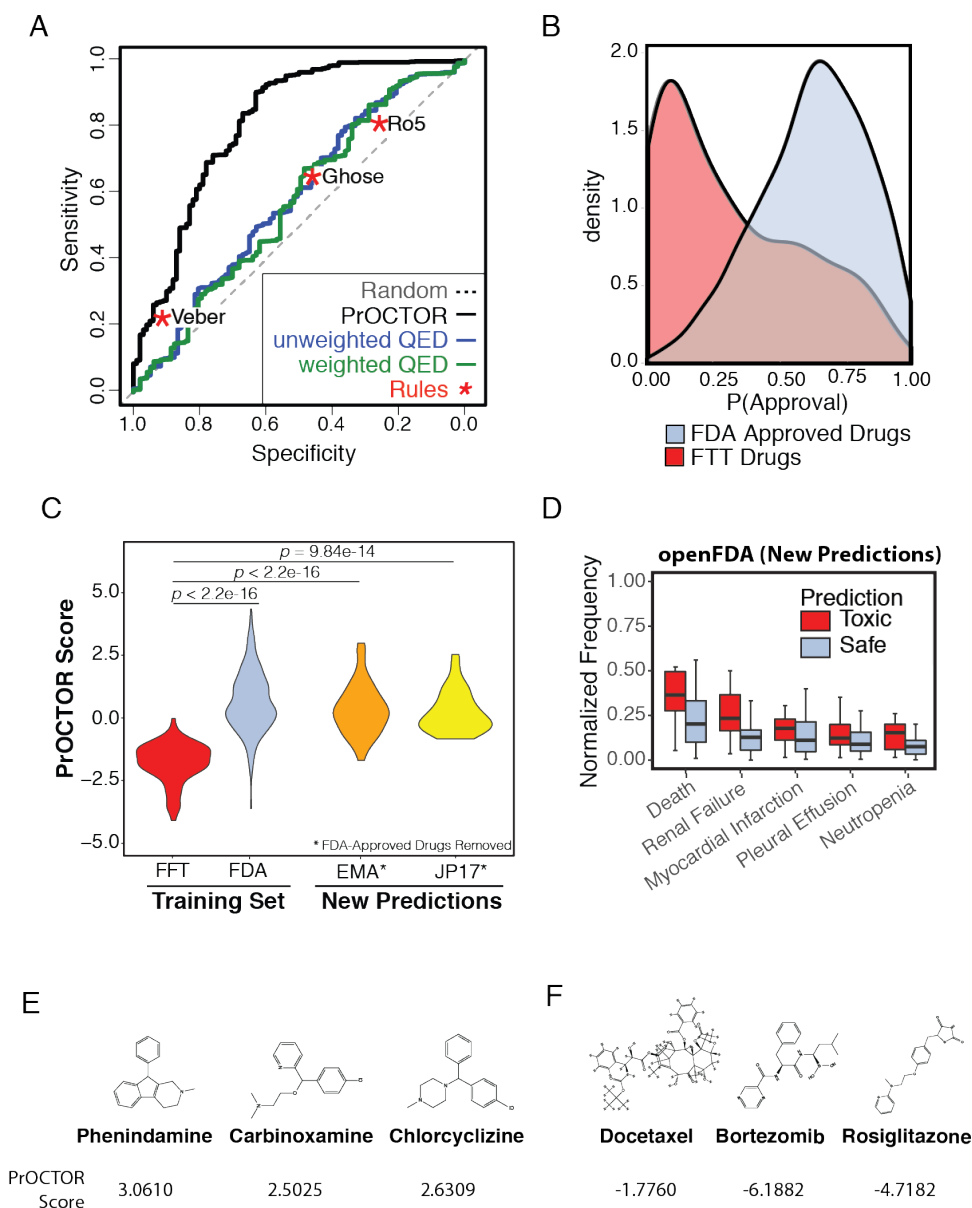 A
1.0
0.8
0.6
0.4
0.2
0.0
Sensitivity
Ro5
Ghose
Veber
Random
PrOCTOR
unweighted QED
weighted QED
Rules
1.0 0.8 0.6 0.4 0.2 0.0
Specificity
B
2.0
1.5
1.0
0.5
0.0
density
0.00 0.25 0.50 0.75 1.00
P(Approval)
FDA Approved Drugs
FTT Drugs
C
p = 9.84e-14
p < 2.2e-16
p < 2.2e-16
5.0
2.5
0.0
−2.5
−5.0
PrOCTOR Score
* FDA-Approved Drugs Removed
FFT FDA EMA* JP17*
Training Set New Predictions
D
openFDA (New Predictions)
1.00
0.75
0.50
0.25
0.00
Normalized Frequency
Prediction
Toxic
Safe
Death
Renal Failure
Myocardial Infarction
Pleural Effusion
Neutropenia
E
Phenindamine Carbinoxamine Chlorcyclizine
PrOCTOR
Score
3.0610 2.5025 2.6309
F
Docetaxel Bortezomib Rosiglitazone
-1.7760 -6.1882 -4.7182